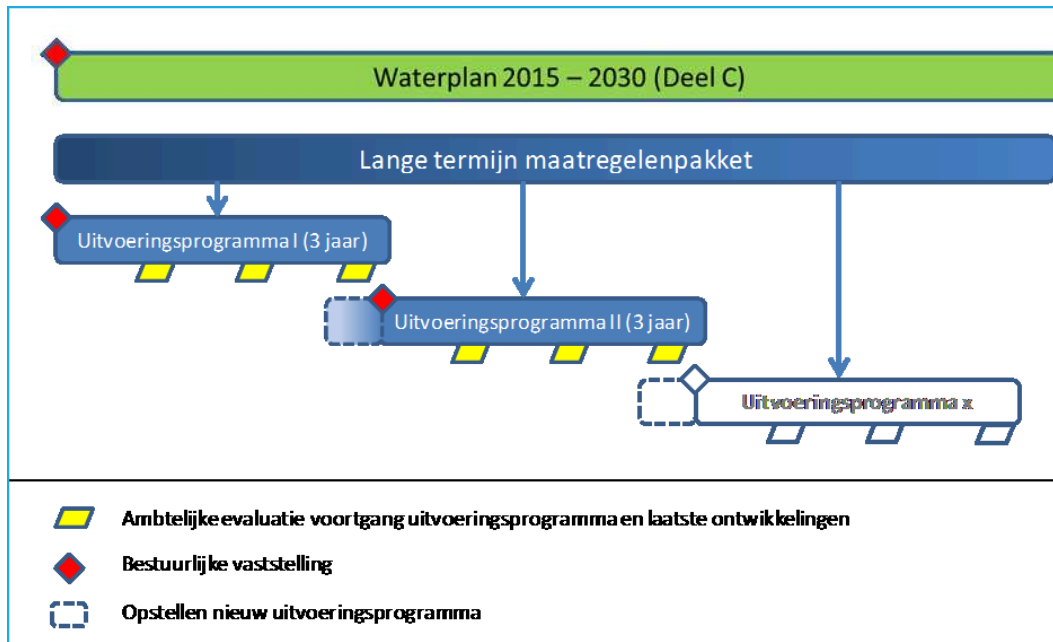 Waterplan 2015 – 2030 (Deel C)
Lange termijn maatregelenpakket
Uitvoeringsprogramma I (3 jaar)
Uitvoeringsprogramma II (3 jaar)
Uitvoeringsprogramma x
Ambtelijke evaluatie voortgang uitvoeringsprogramma en laatste ontwikkelingen
Bestuurlijke vaststelling
Opstellen nieuw uitvoeringsprogramma